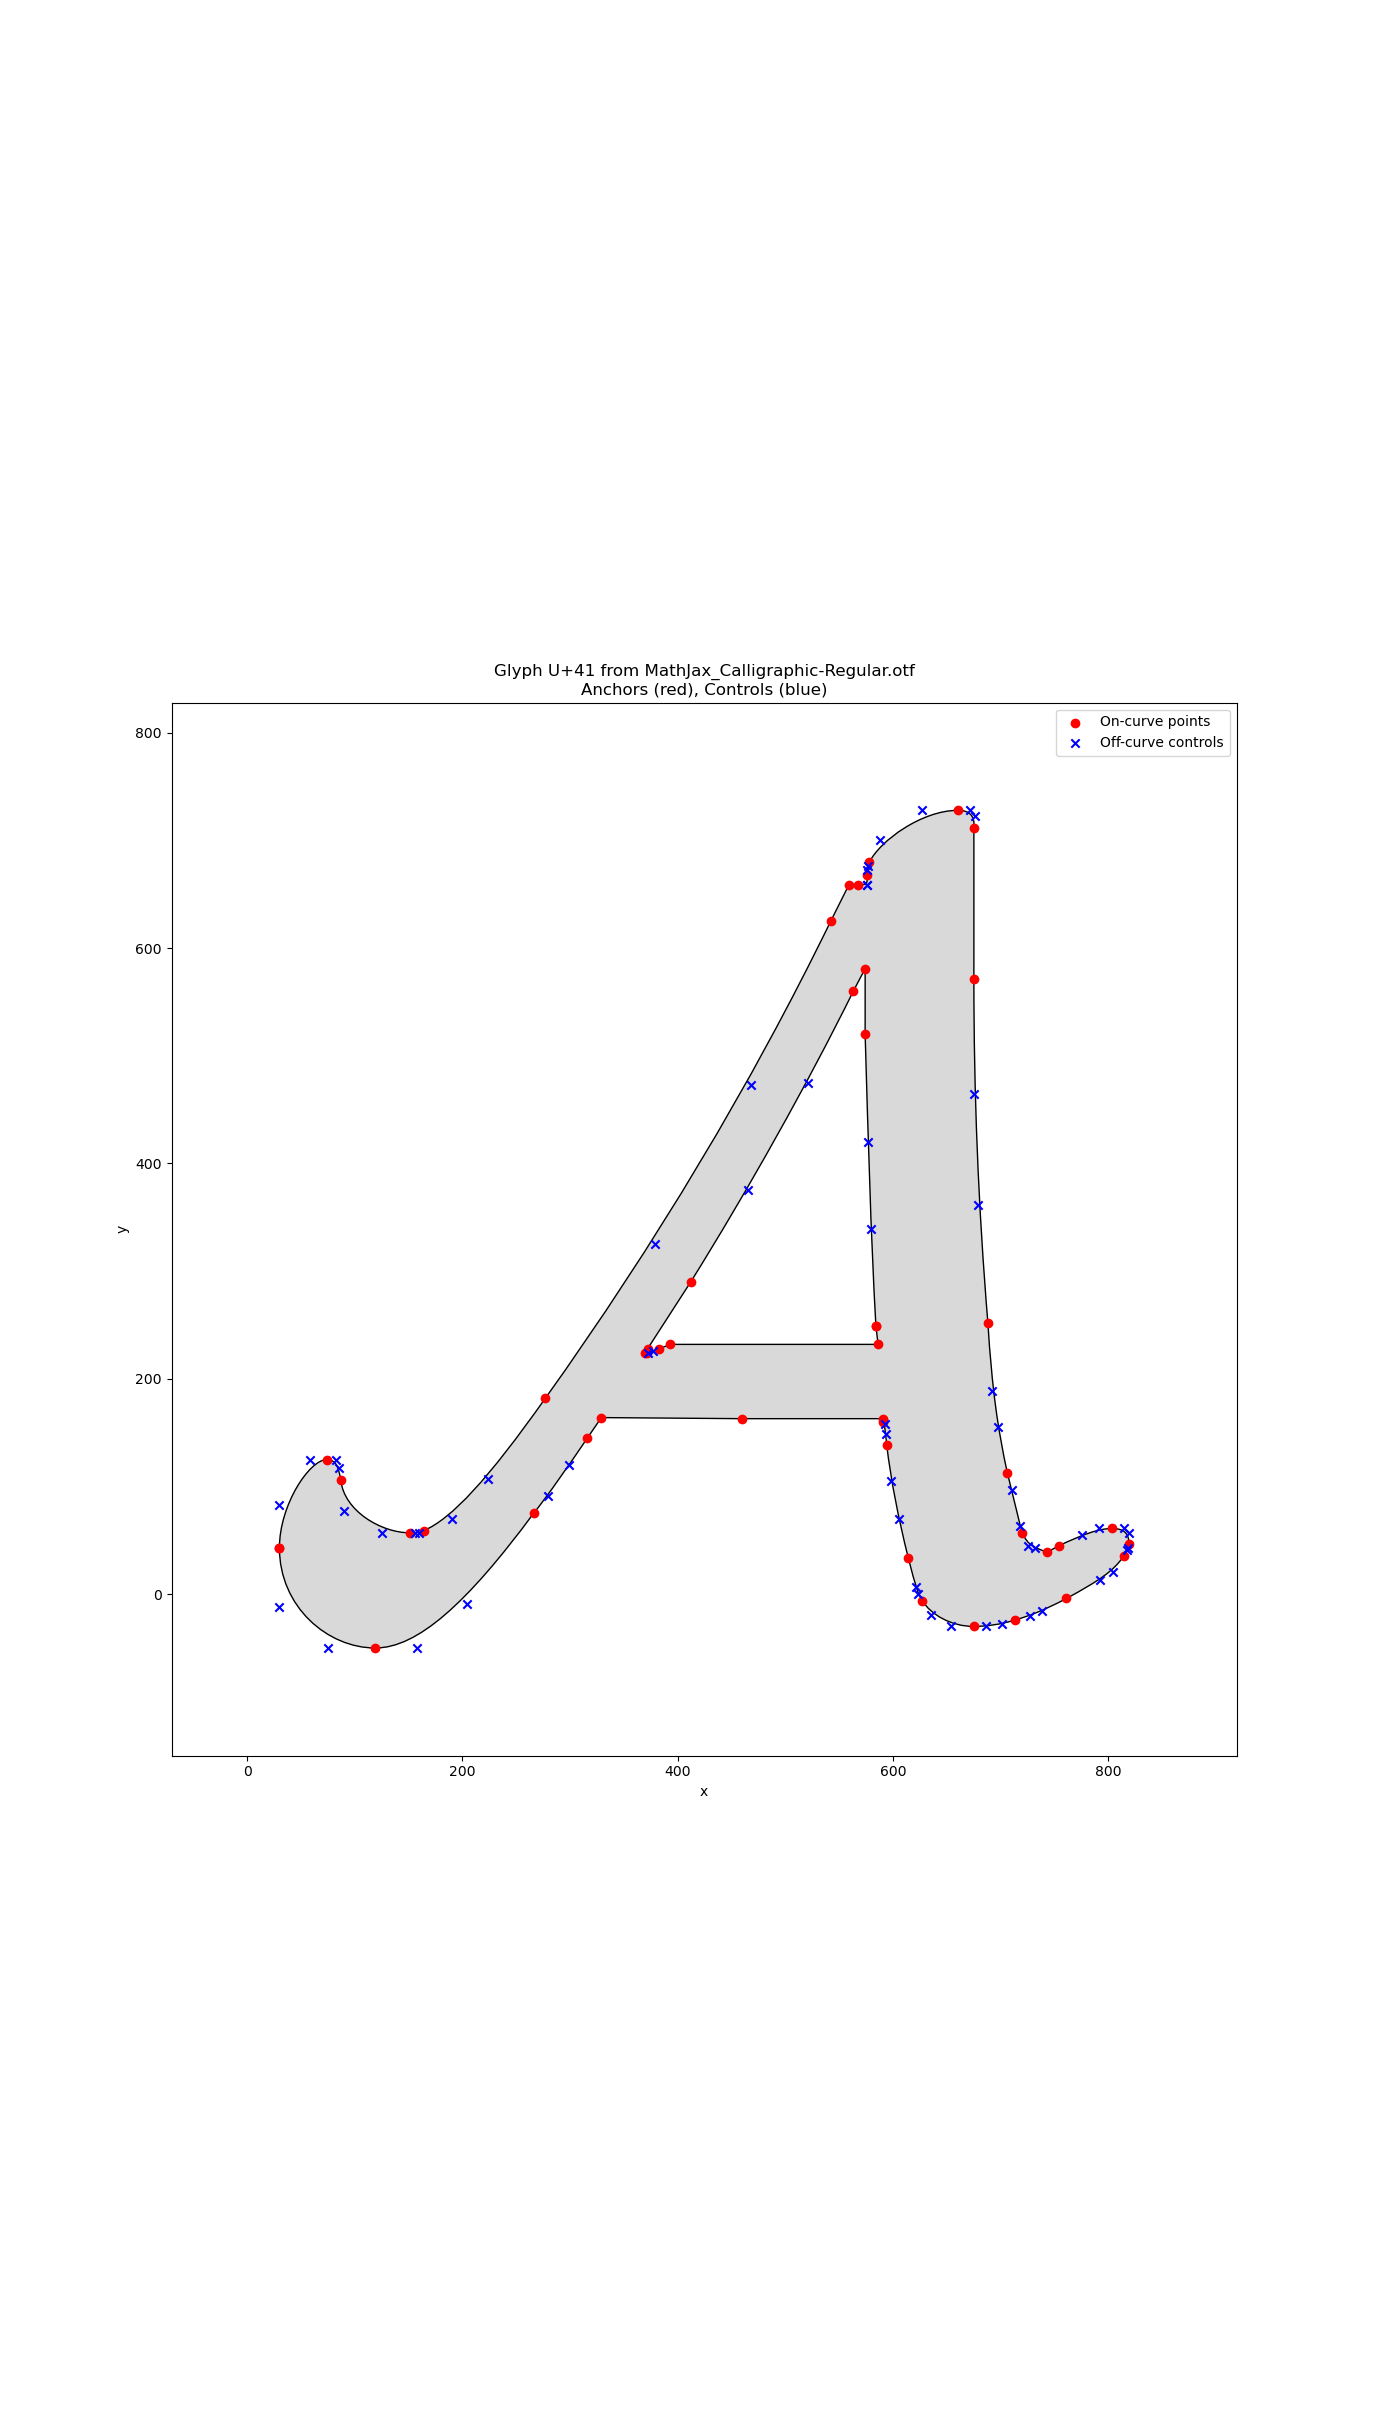 Glyph U+41 from MathJax_Calligraphic-Regular.otf
Anchors (red), Controls (blue)
On-curve points
Off-curve controls
800
600
400
200
0
y
0 200 400 600 800
x